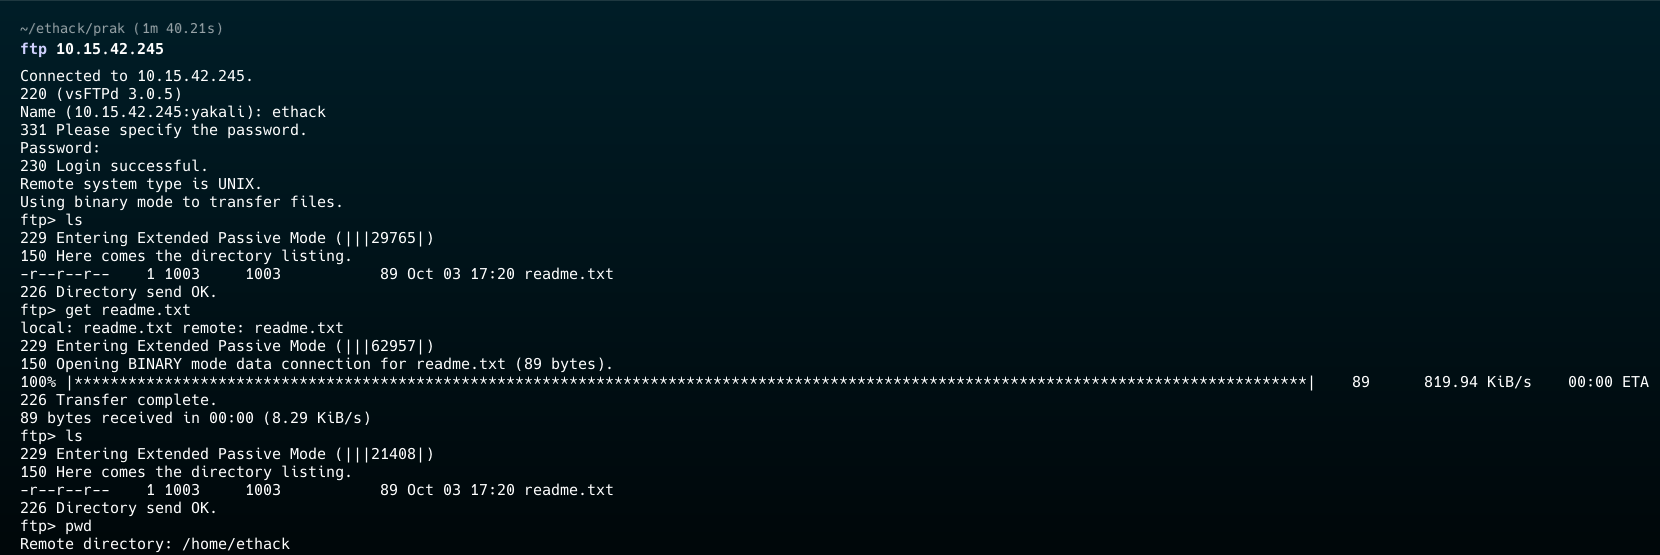 ~/ethack/prak (1m 40.21s)
ftp 10.15.42.245
Connected to 10.15.42.245.
220 (vsFTPd 3.0.5)
Name (10.15.42.245:yakali): ethack
331 Please specify the password.
Password:
230 Login successful.
Remote system type is UNIX.
Using binary mode to transfer files.
ftp> ls
229 Entering Extended Passive Mode (|||29765|)
150 Here comes the directory listing.
-r--r--r--    1 1003     1003           89 Oct 03 17:20 readme.txt
226 Directory send OK.
ftp> get readme.txt
local: readme.txt remote: readme.txt
229 Entering Extended Passive Mode (|||62957|)
150 Opening BINARY mode data connection for readme.txt (89 bytes).
100% |*****************************************************************************************************************************************|    89      819.94 KiB/s    00:00 ETA
226 Transfer complete.
89 bytes received in 00:00 (8.29 KiB/s)
ftp> ls
229 Entering Extended Passive Mode (|||21408|)
150 Here comes the directory listing.
-r--r--r--    1 1003     1003           89 Oct 03 17:20 readme.txt
226 Directory send OK.
ftp> pwd
Remote directory: /home/ethack